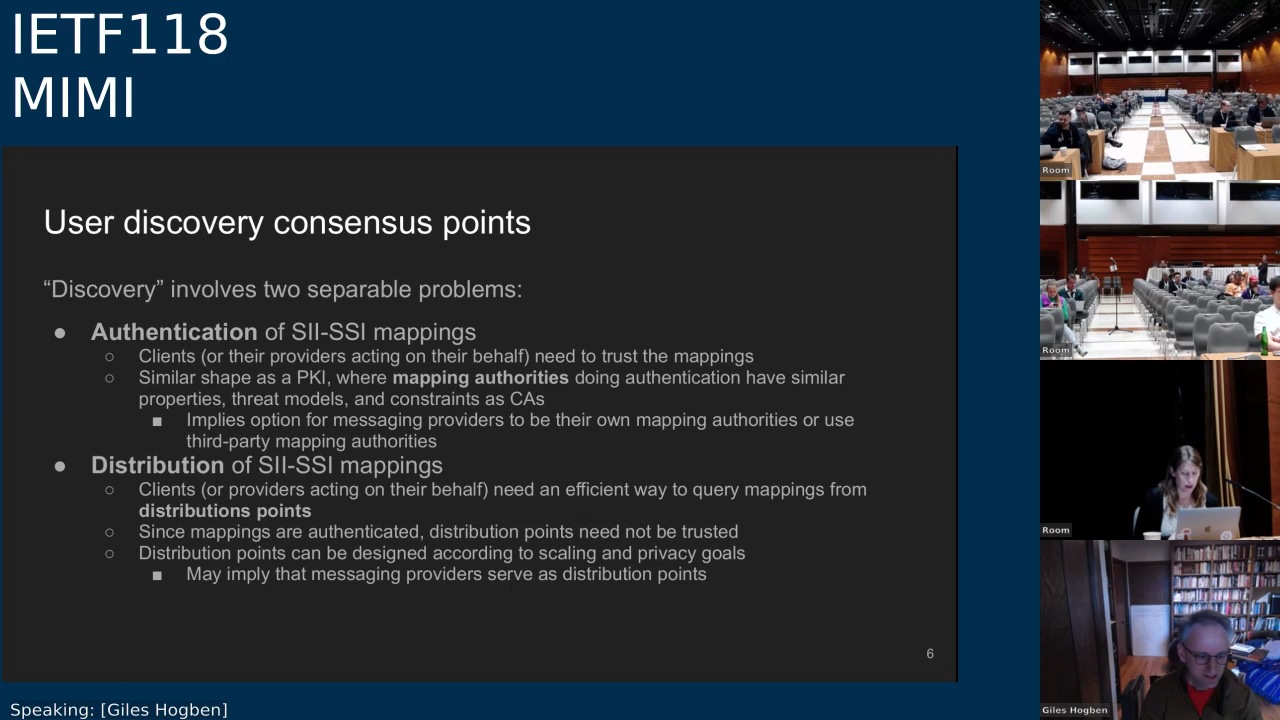 IETF118
MIMI
User discovery consensus points
“Discovery” involves two separable problems:
● Authentication of SII-SSI mappings
○ Clients (or their providers acting on their behalf) need to trust the mappings
○ Similar shape as a PKI, where mapping authorities doing authentication have similar
properties, threat models, and constraints as CAs
■ Implies option for messaging providers to be their own mapping authorities or use
third-party mapping authorities
● Distribution of SII-SSI mappings
○ Clients (or providers acting on their behalf) need an efficient way to query mappings from
distributions points
○ Since mappings are authenticated, distribution points need not be trusted
○ Distribution points can be designed according to scaling and privacy goals
■ May imply that messaging providers serve as distribution points
6
Speaking: [Giles Hogben]
Room
Room
Room
Giles Hogben